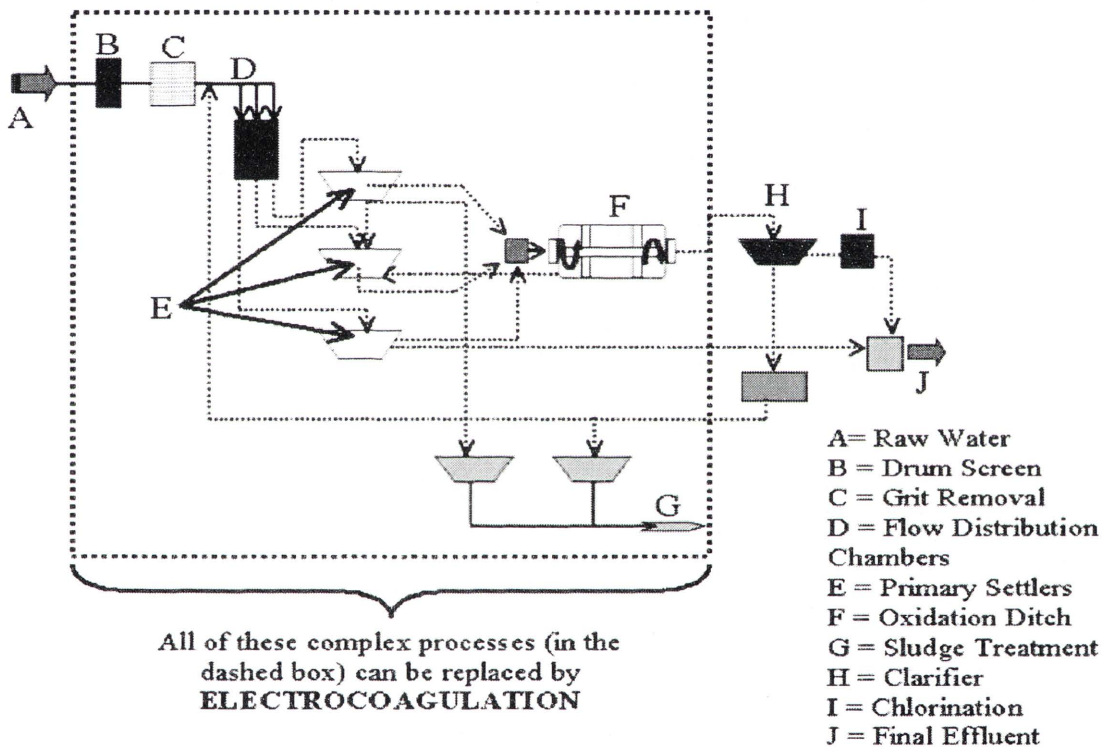 B
C
D
A
H
F
I
E
J
G
A= Raw Water
B = Drum Screen
C = Grit Removal
D = Flow Distribution
Chambers
E = Primary Settlers
F = Oxidation Ditch
G = Sludge Treatment
H = Clarifier
I = Chlorination
J = Final Effluent
All of these complex processes (in the
dashed box) can be replaced by
ELECTROCOAGULATION